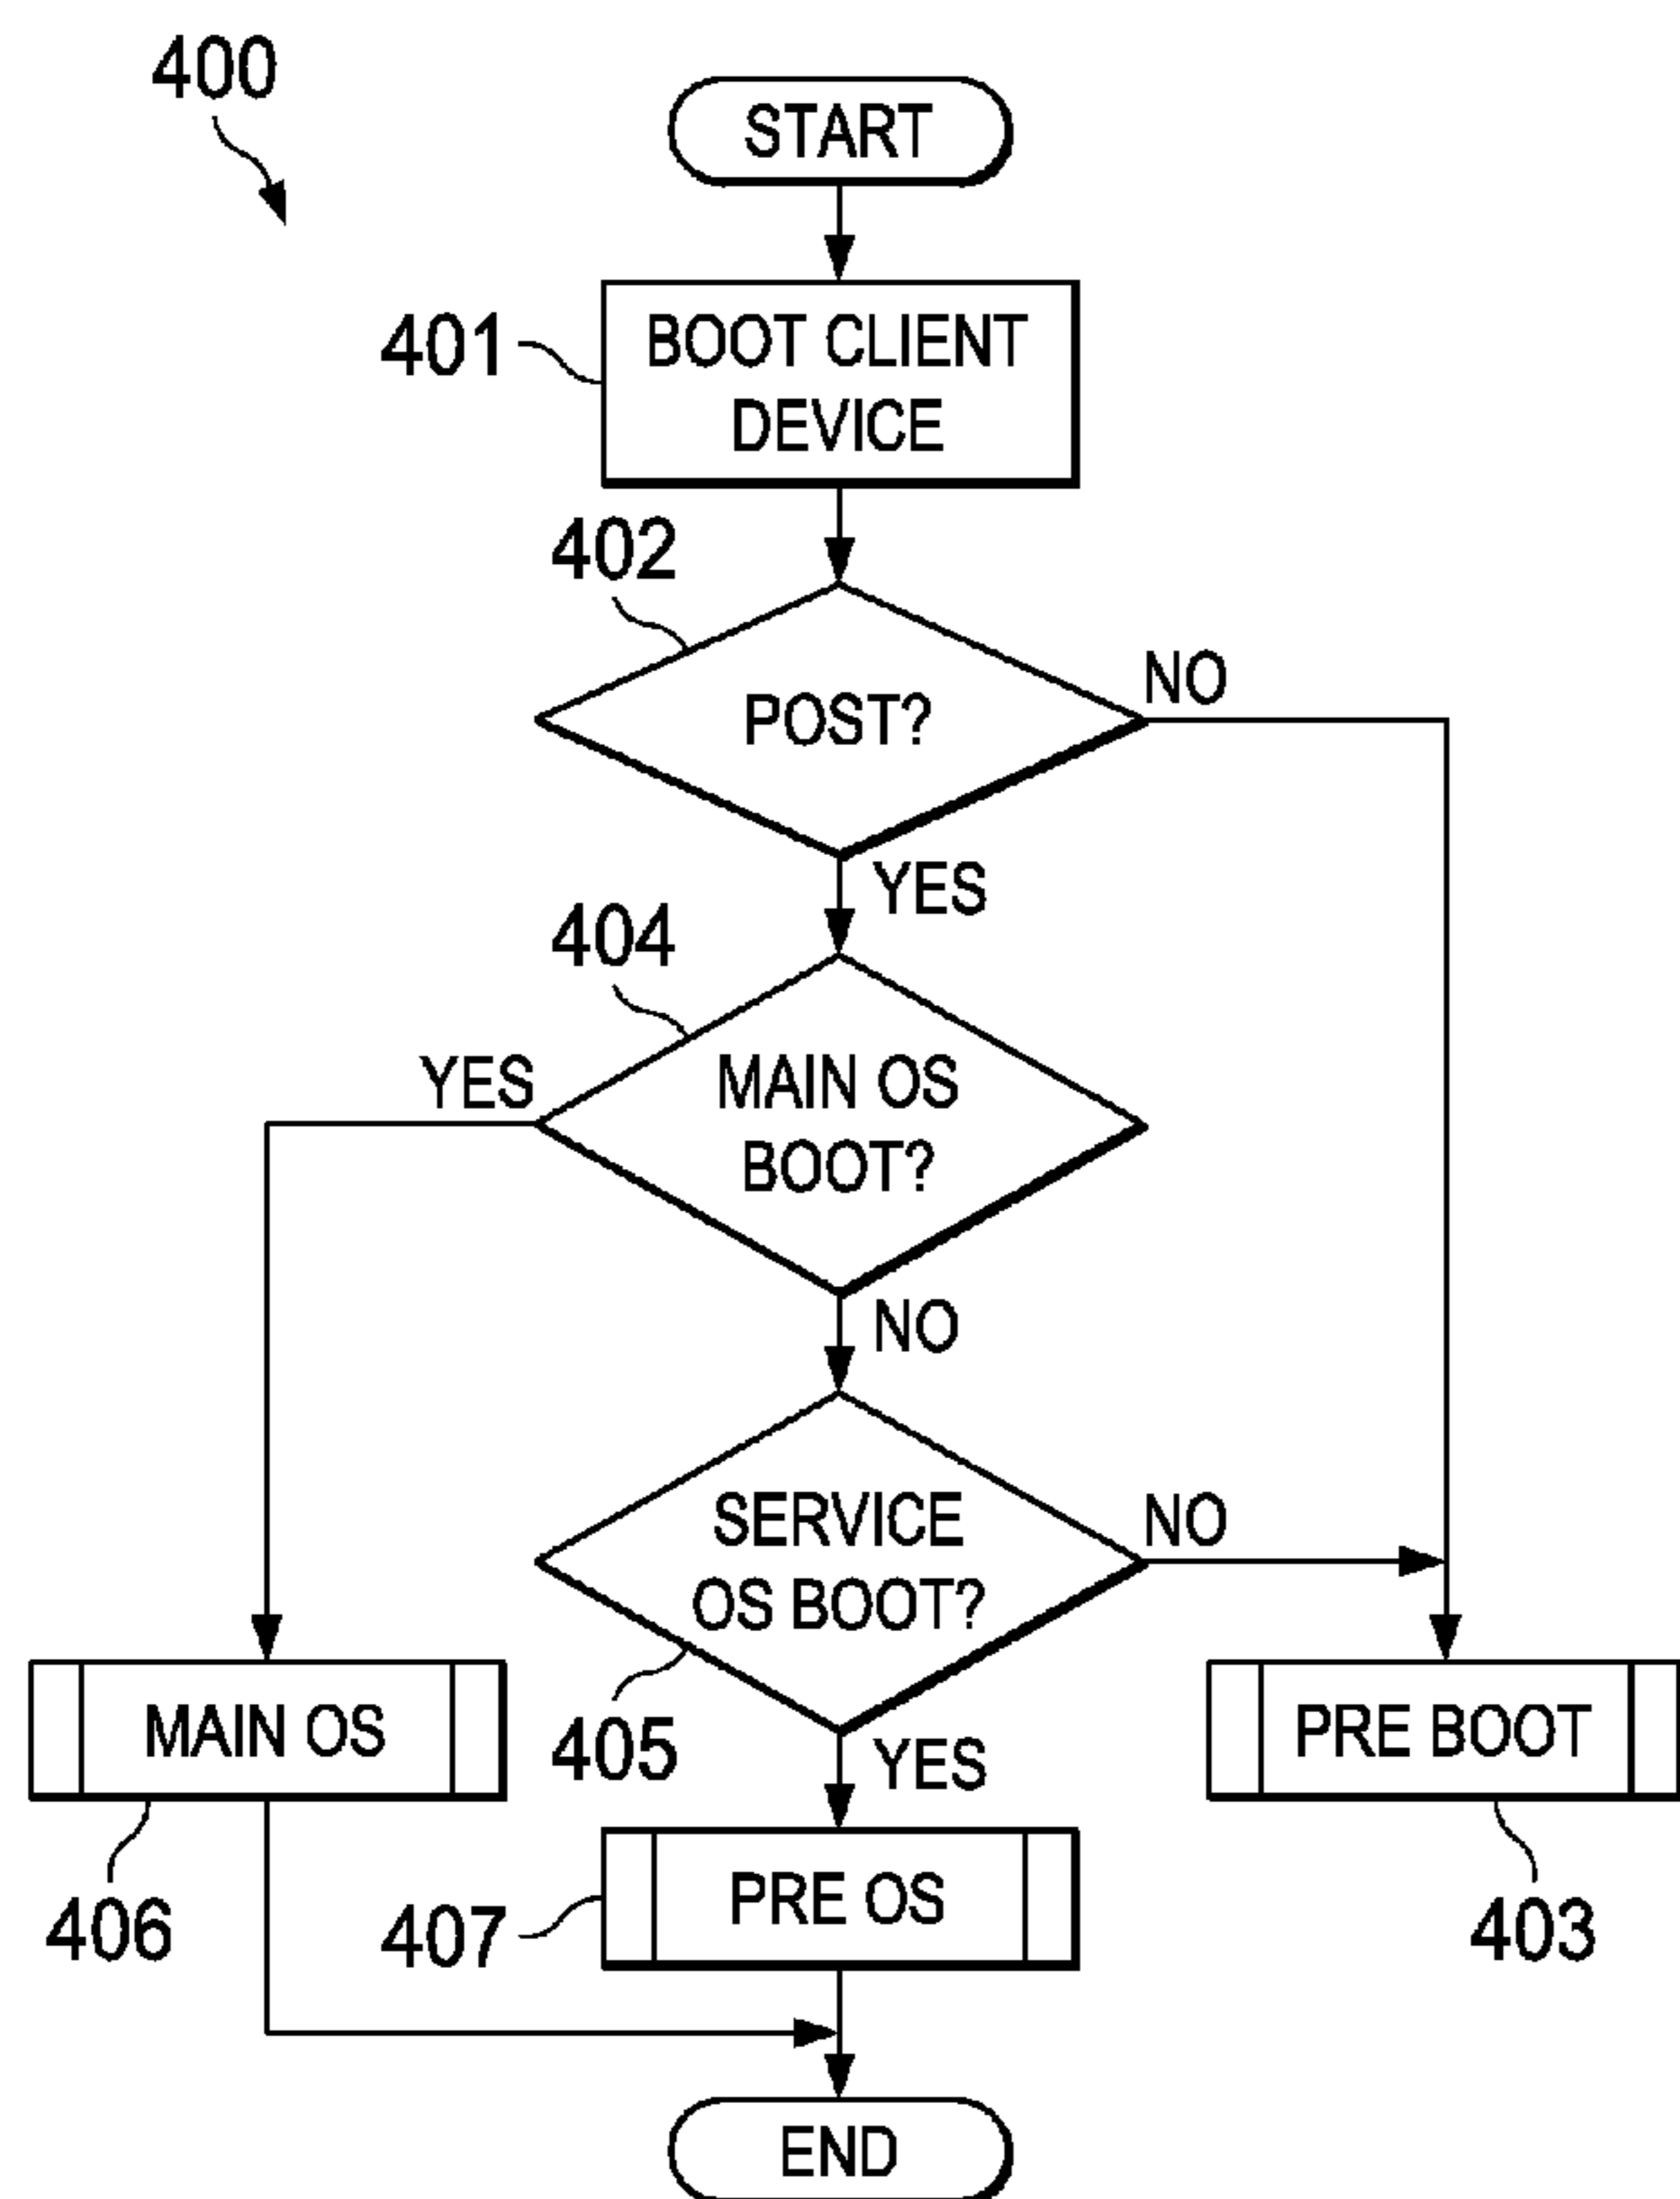 400
START
401
BOOT CLIENT
DEVICE
402
POST?
NO
YES
404
YES
MAIN OS
BOOT?
NO
SERVICE
OS BOOT?
NO
405
YES
MAIN OS
PRE BOOT
406
407
PRE OS
403
END